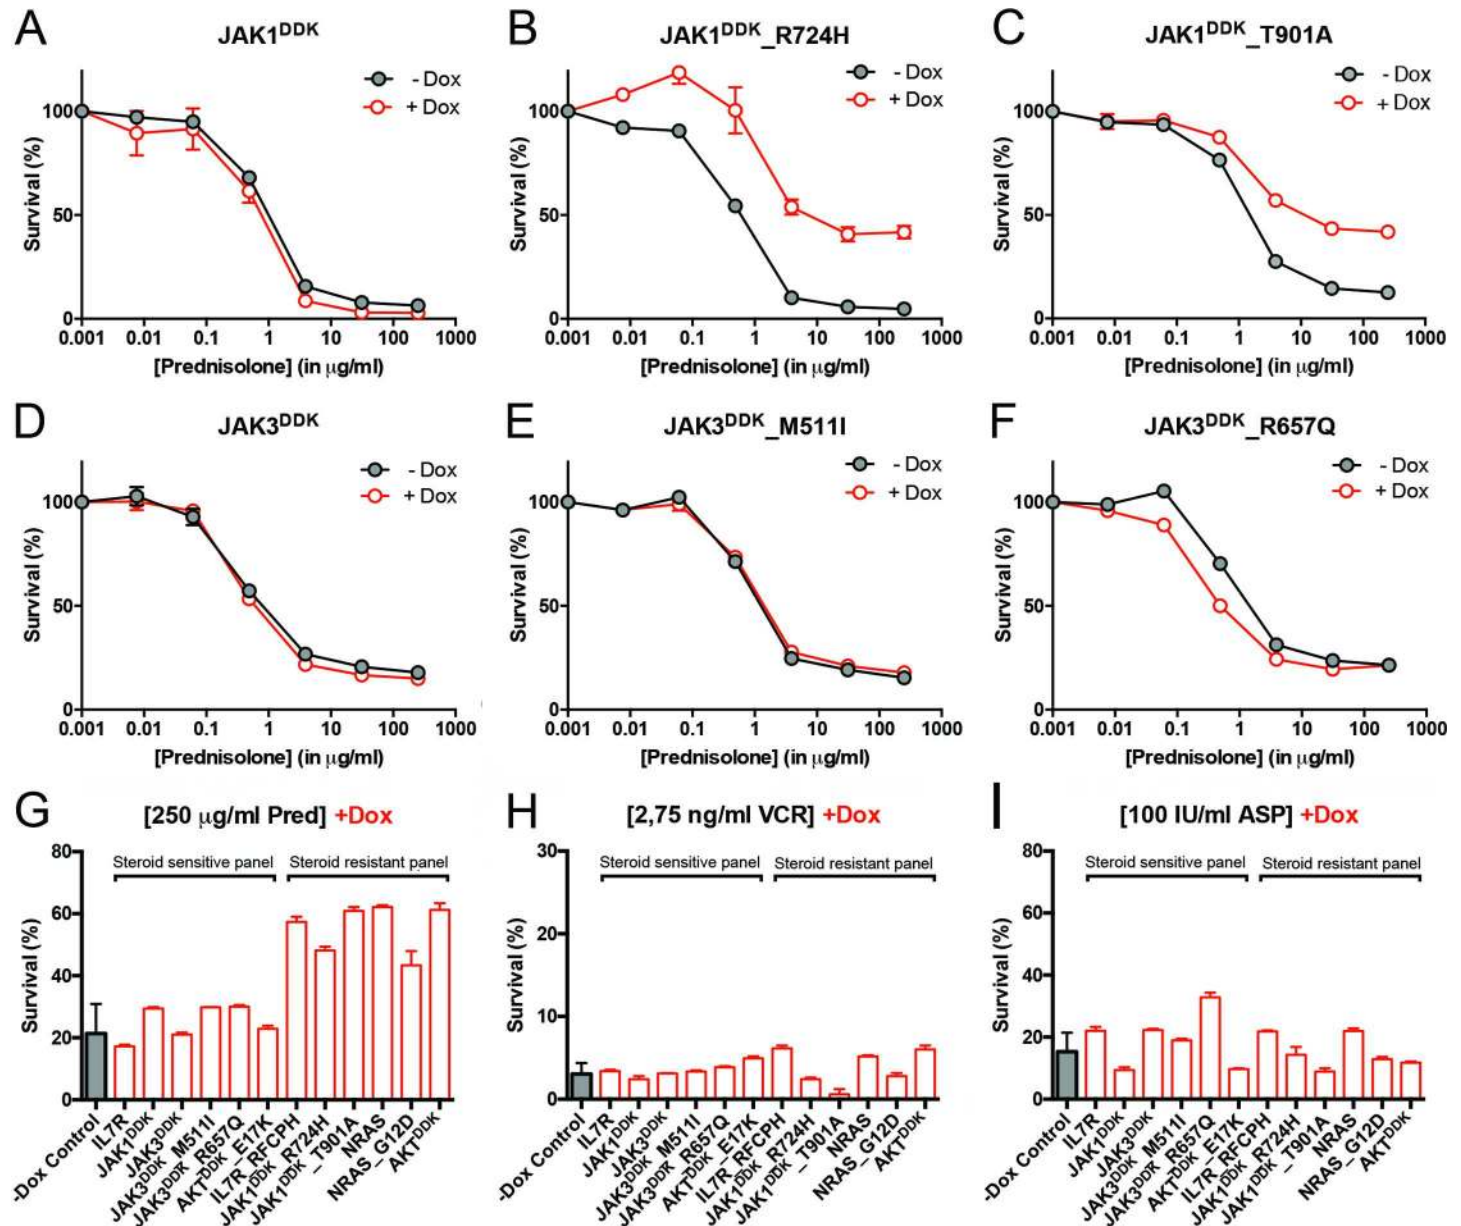 A
JAK1DDK
- Dox
+ Dox
Survival (%)
100
50
0
0.001 0.01 0.1 1 10 100 1000
[Prednisolone] (in μg/ml)
B
JAK1DDK_R724H
- Dox
+ Dox
Survival (%)
100
50
0
0.001 0.01 0.1 1 10 100 1000
[Prednisolone] (in μg/ml)
C
JAK1DDK_T901A
- Dox
+ Dox
Survival (%)
100
50
0
0.001 0.01 0.1 1 10 100 1000
[Prednisolone] (in μg/ml)
D
JAK3DDK
- Dox
+ Dox
Survival (%)
100
50
0
0.001 0.01 0.1 1 10 100 1000
[Prednisolone] (in μg/ml)
E
JAK3DDK_M511I
- Dox
+ Dox
Survival (%)
100
50
0
0.001 0.01 0.1 1 10 100 1000
[Prednisolone] (in μg/ml)
F
JAK3DDK_R657Q
- Dox
+ Dox
Survival (%)
100
50
0
0.001 0.01 0.1 1 10 100 1000
[Prednisolone] (in μg/ml)
G
[250 μg/ml Pred] +Dox
Steroid sensitive panel
Steroid resistant panel
Survival (%)
80
60
40
20
0
-Dox Control
IL7R
JAK1DDK
JAK3DDK
JAK3DDK_M511I
JAK3DDK_R657Q
AKTDDK_E17K
IL7R_RFCPH
JAK1DDK_R724H
JAK1DDK_T901A
NRAS
NRAS_G12D
AKTDDK
H
[2,75 ng/ml VCR] +Dox
Steroid sensitive panel
Steroid resistant panel
Survival (%)
30
20
10
0
-Dox Control
IL7R
JAK1DDK
JAK3DDK
JAK3DDK_M511I
JAK3DDK_R657Q
AKTDDK_E17K
IL7R_RFCPH
JAK1DDK_R724H
JAK1DDK_T901A
NRAS
NRAS_G12D
AKTDDK
I
[100 IU/ml ASP] +Dox
Steroid sensitive panel
Steroid resistant panel
Survival (%)
80
60
40
20
0
-Dox Control
IL7R
JAK1DDK
JAK3DDK
JAK3DDK_M511I
JAK3DDK_R657Q
AKTDDK_E17K
IL7R_RFCPH
JAK1DDK_R724H
JAK1DDK_T901A
NRAS
NRAS_G12D
AKTDDK